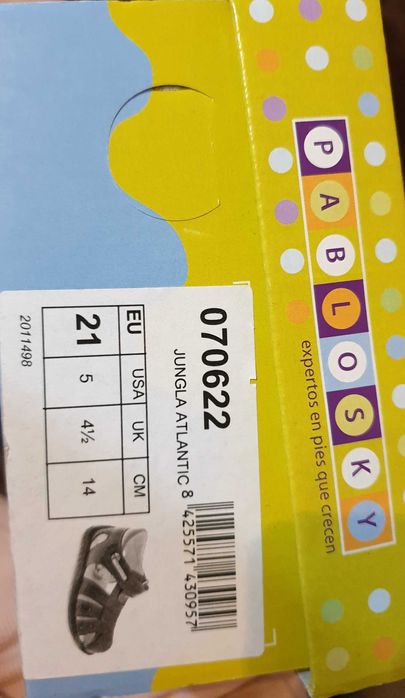 PABLOSKY
expertos en pies que crecen
070622
JUNGLA ATLANTIC
8 425571 430957
EU USA UK CM
21 5 4½ 14
2011498